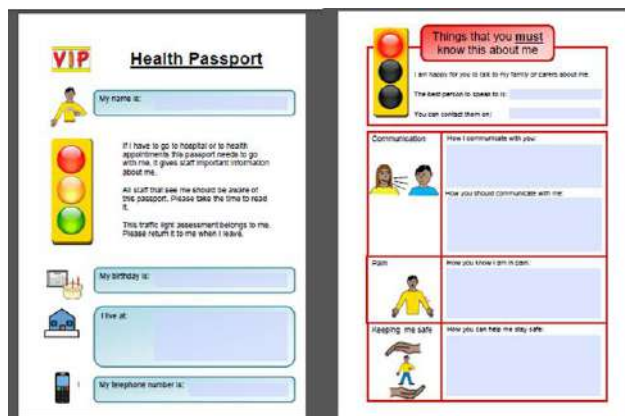 VIP
Health Passport
My name is:
If I have to go to hospital or to health
appointments this passport needs to go
with me. It gives staff important information
about me.
All staff that see me should be aware of
this passport. Please take the time to read
it.
This traffic light assessment belongs to me.
Please return it to me when I leave.
My birthday is:
I live at:
My telephone number is:
Things that you must
know this about me
I am happy for you to talk to my family or carers about me.
The best person to speak to is:
You can contact them on:
Communication
How I communicate with you:
How you should communicate with me:
Pain
How you know I am in pain:
Keeping me safe
How you can help me stay safe: